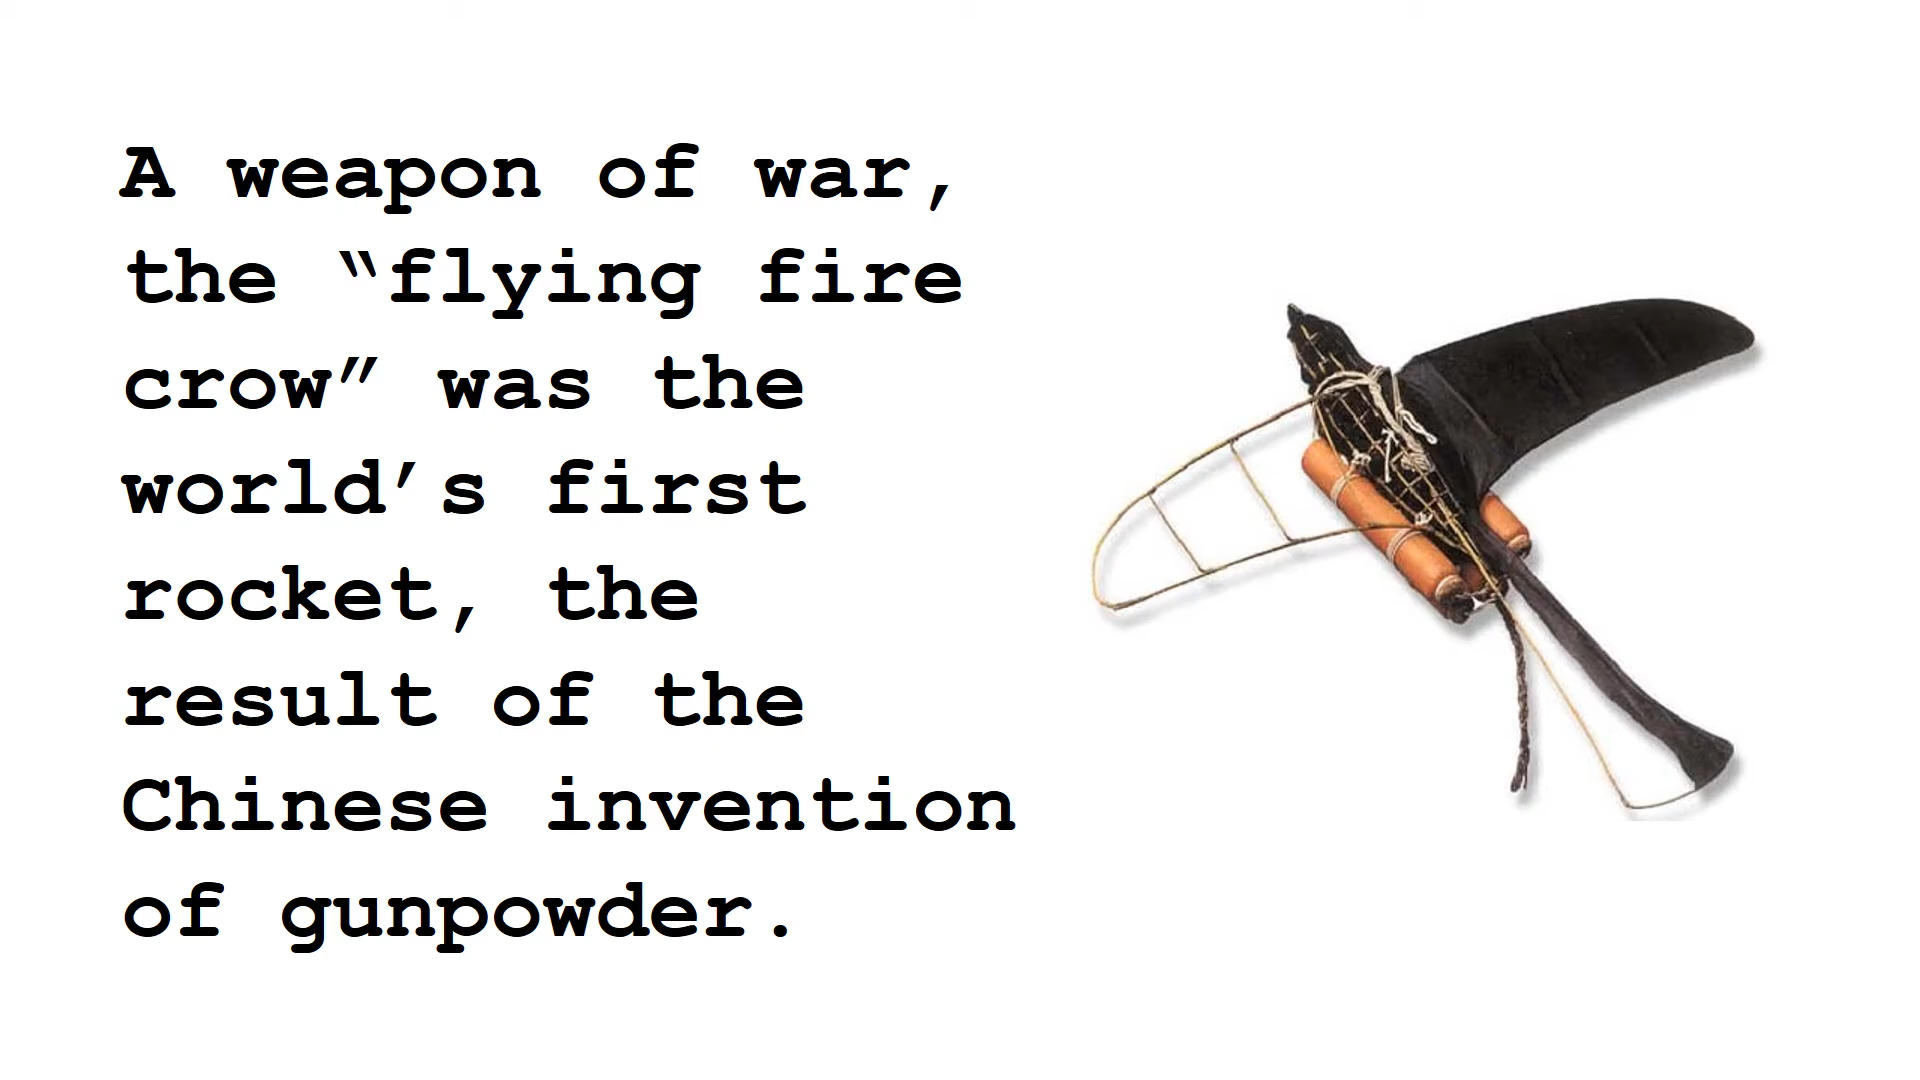 A weapon of war,
the “flying fire
crow” was the
world’s first
rocket, the
result of the
Chinese invention
of gunpowder.